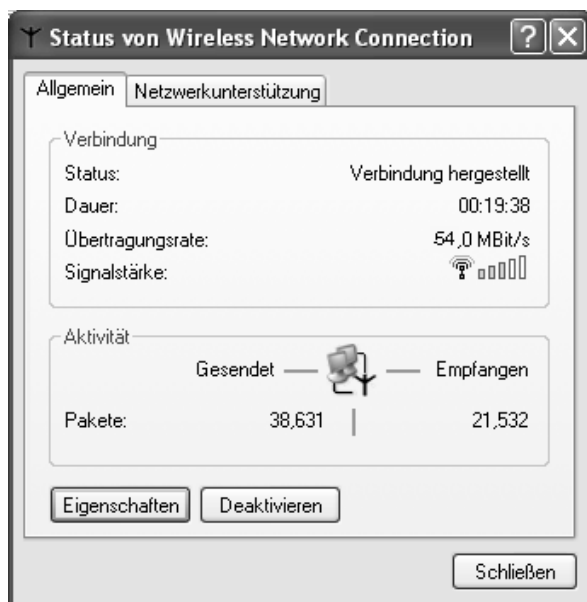 Status von Wireless Network Connection
Allgemein Netzwerkunterstützung
Verbindung
Status: Verbindung hergestellt
Dauer: 00:19:38
Übertragungsrate: 54,0 MBit/s
Signalstärke:
Aktivität
Gesendet Empfangen
Pakete: 38,631 21,532
Eigenschaften Deaktivieren
Schließen